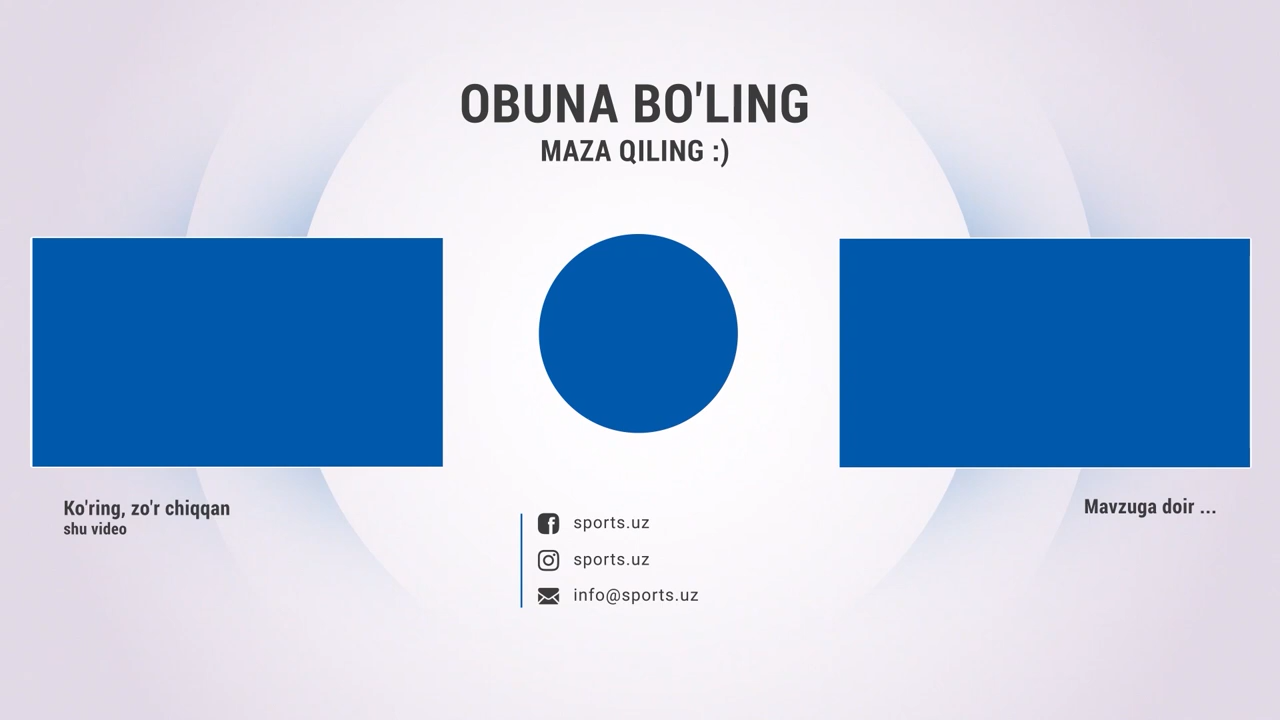 OBUNA BO'LING
MAZA QILING :)
Ko'ring, zo'r chiqqan
shu video
Mavzuga doir ...
sports.uz
sports.uz
info@sports.uz